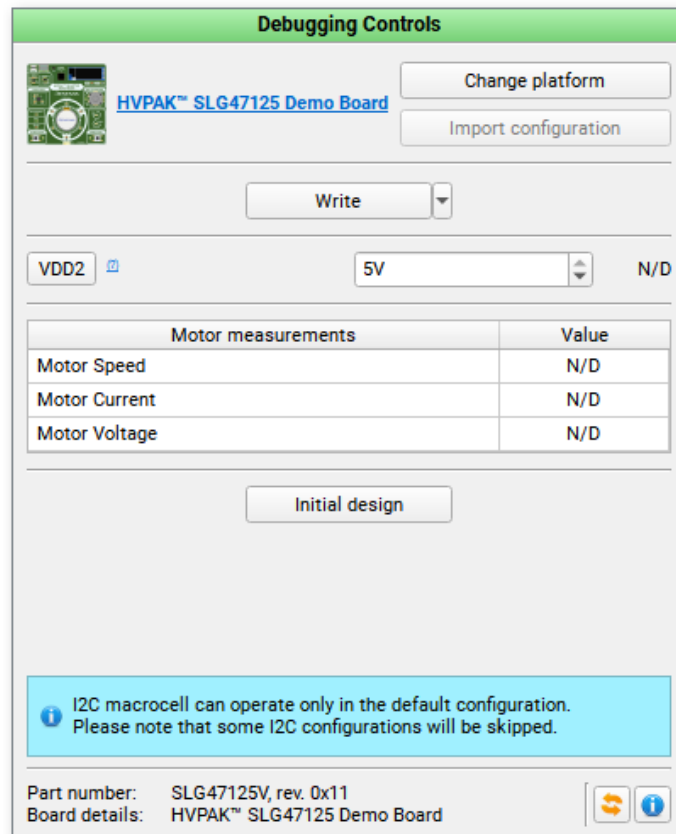 Debugging Controls
HVPAK™ SLG47125 Demo Board
Change platform
Import configuration
Write
VDD2 5V N/D
Motor measurements Value
Motor Speed N/D
Motor Current N/D
Motor Voltage N/D
Initial design
I2C macrocell can operate only in the default configuration.
Please note that some I2C configurations will be skipped.
Part number: SLG47125V, rev. 0x11
Board details: HVPAK™ SLG47125 Demo Board